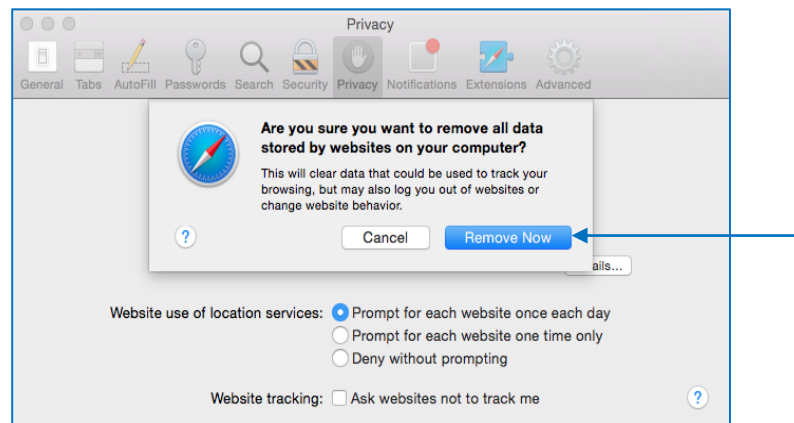 Privacy
General Tabs AutoFill Passwords Search Security Privacy Notifications Extensions Advanced
Are you sure you want to remove all data
stored by websites on your computer?
This will clear data that could be used to track your
browsing, but may also log you out of websites or
change website behavior.
? Cancel Remove Now
ails...
Website use of location services: Prompt for each website once each day
Prompt for each website one time only
Deny without prompting
Website tracking: Ask websites not to track me ?